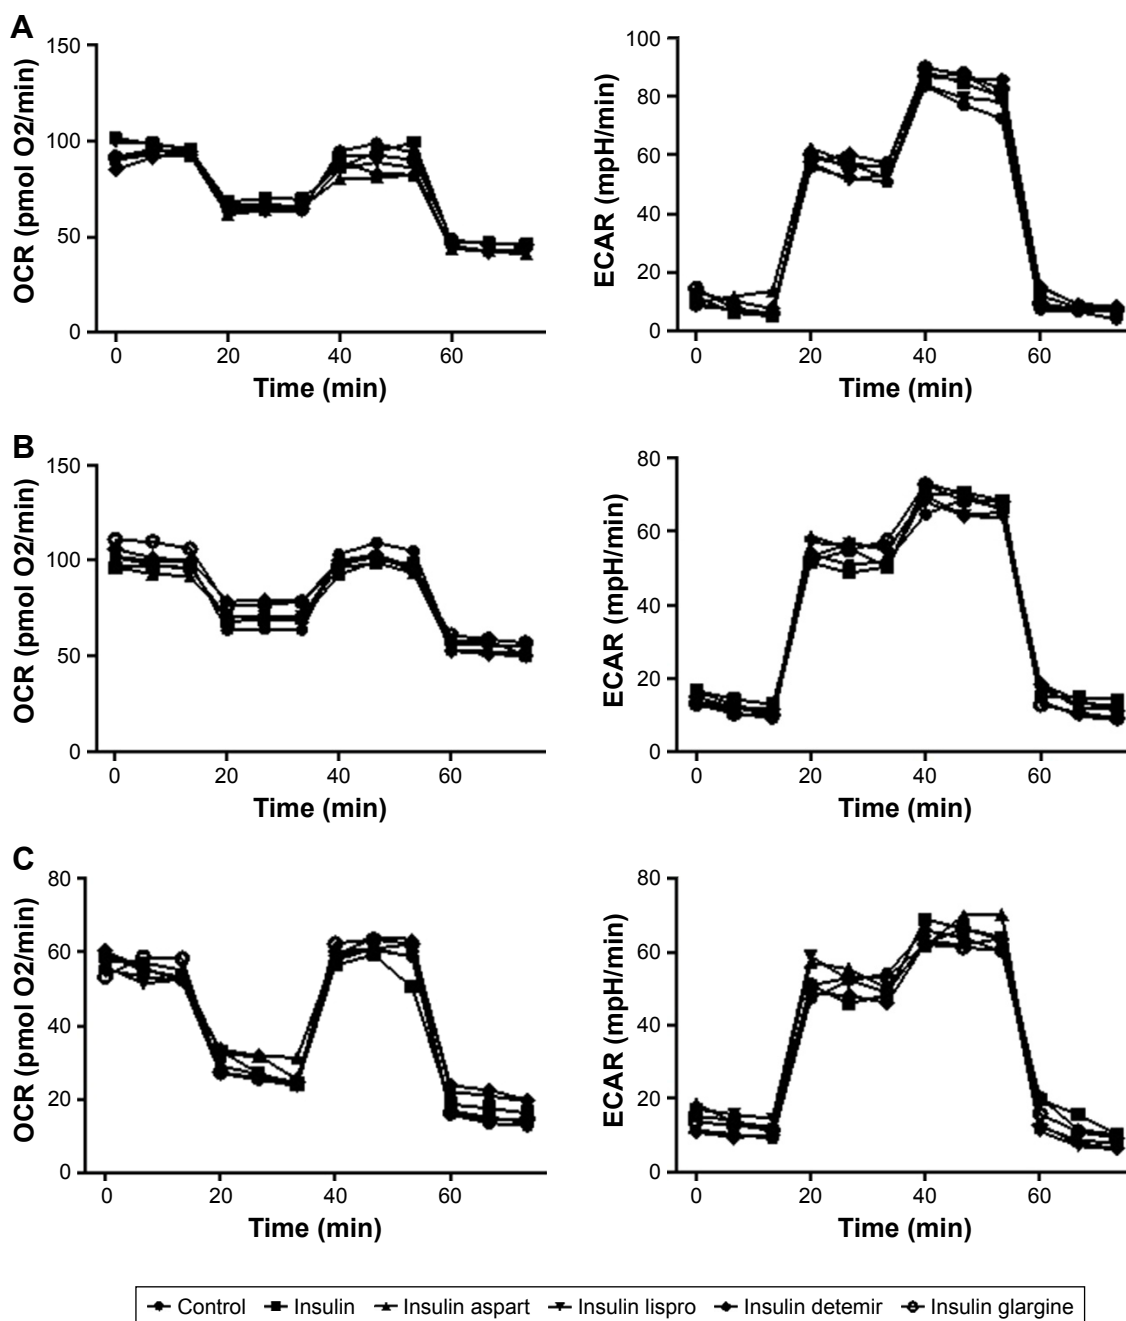 A
OCR (pmol O2/min)
150
100
50
0
0 20 40 60
Time (min)
ECAR (mpH/min)
100
80
60
40
20
0
0 20 40 60
Time (min)
B
OCR (pmol O2/min)
150
100
50
0
0 20 40 60
Time (min)
ECAR (mpH/min)
80
60
40
20
0
0 20 40 60
Time (min)
C
OCR (pmol O2/min)
80
60
40
20
0
0 20 40 60
Time (min)
ECAR (mpH/min)
80
60
40
20
0
0 20 40 60
Time (min)
Control Insulin Insulin aspart Insulin lispro Insulin detemir Insulin glargine